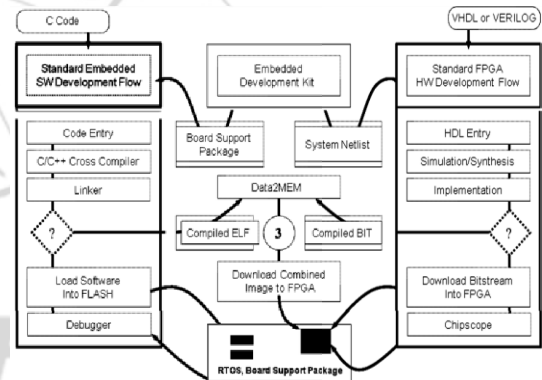 C Code
VHDL or VERILOG
Standard Embedded
SW Development Flow
Embedded
Development Kit
Standard FPGA
HW Development Flow
Code Entry
C/C++ Cross Compiler
Linker
?
Load Software
Into FLASH
Debugger
Board Support
Package
System Netlist
Data2MEM
Compiled ELF
3
Compiled BIT
Download Combined
Image to FPGA
RTOS, Board Support Package
HDL Entry
Simulation/Synthesis
Implementation
?
Download Bitstream
Into FPGA
Chipscope